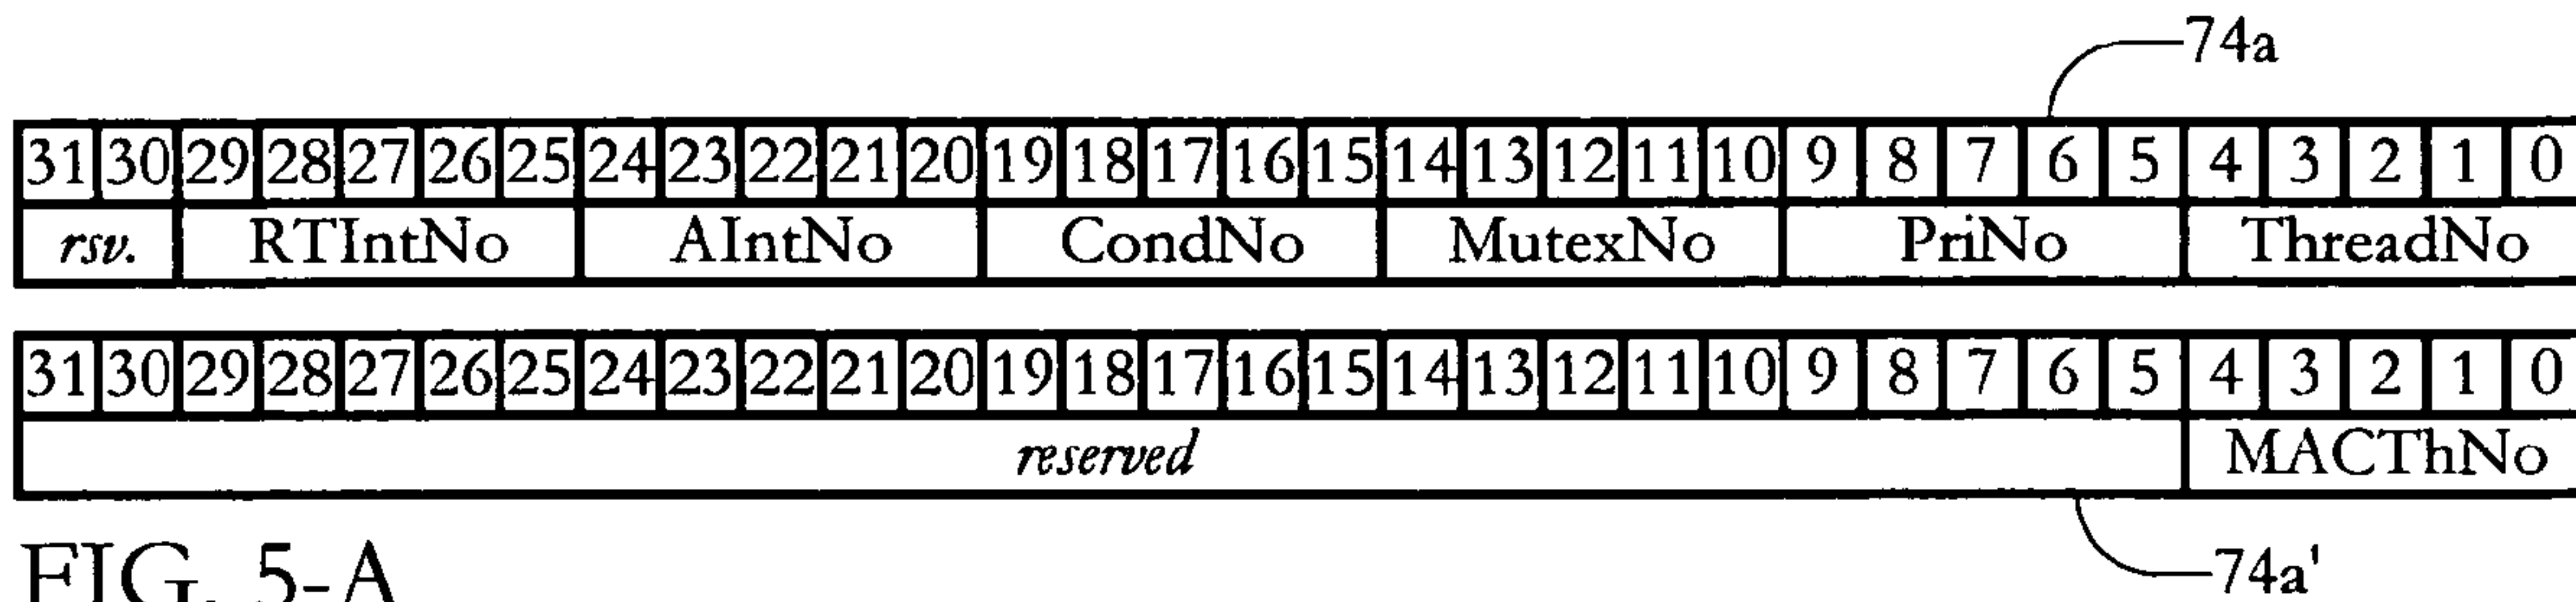 74a
31 30 29 28 27 26 25 24 23 22 21 20 19 18 17 16 15 14 13 12 11 10 9 8 7 6 5 4 3 2 1 0
rsv. RTIntNo AIntNo CondNo MutexNo PriNo ThreadNo
31 30 29 28 27 26 25 24 23 22 21 20 19 18 17 16 15 14 13 12 11 10 9 8 7 6 5 4 3 2 1 0
reserved MACThNo
74a'
FIG. 5-A